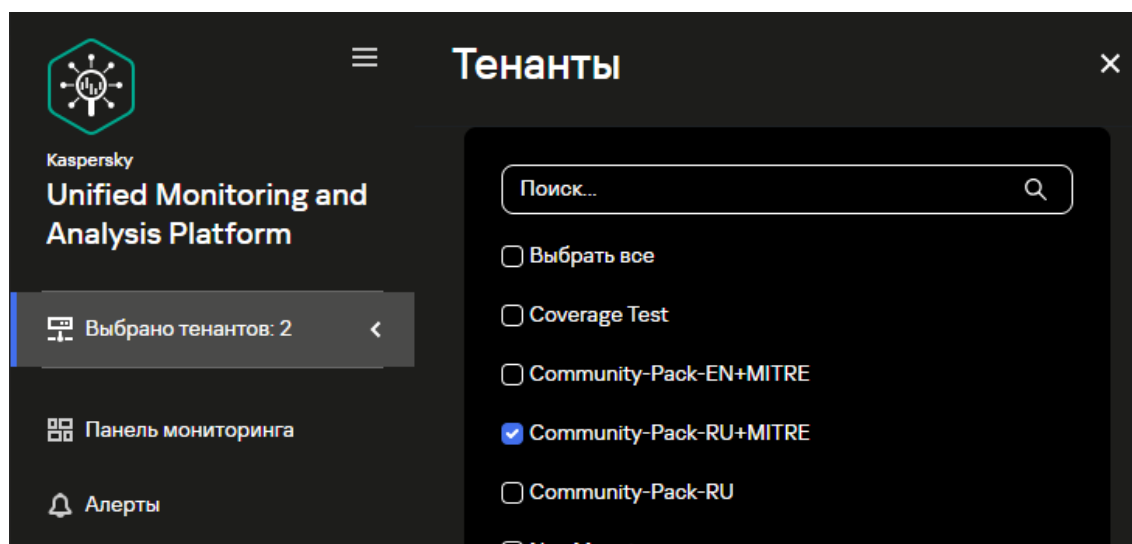 Kaspersky
Unified Monitoring and
Analysis Platform
Выбрано тенантов: 2
Панель мониторинга
Алерты
Тенанты
Поиск...
Выбрать все
Coverage Test
Community-Pack-EN+MITRE
Community-Pack-RU+MITRE
Community-Pack-RU